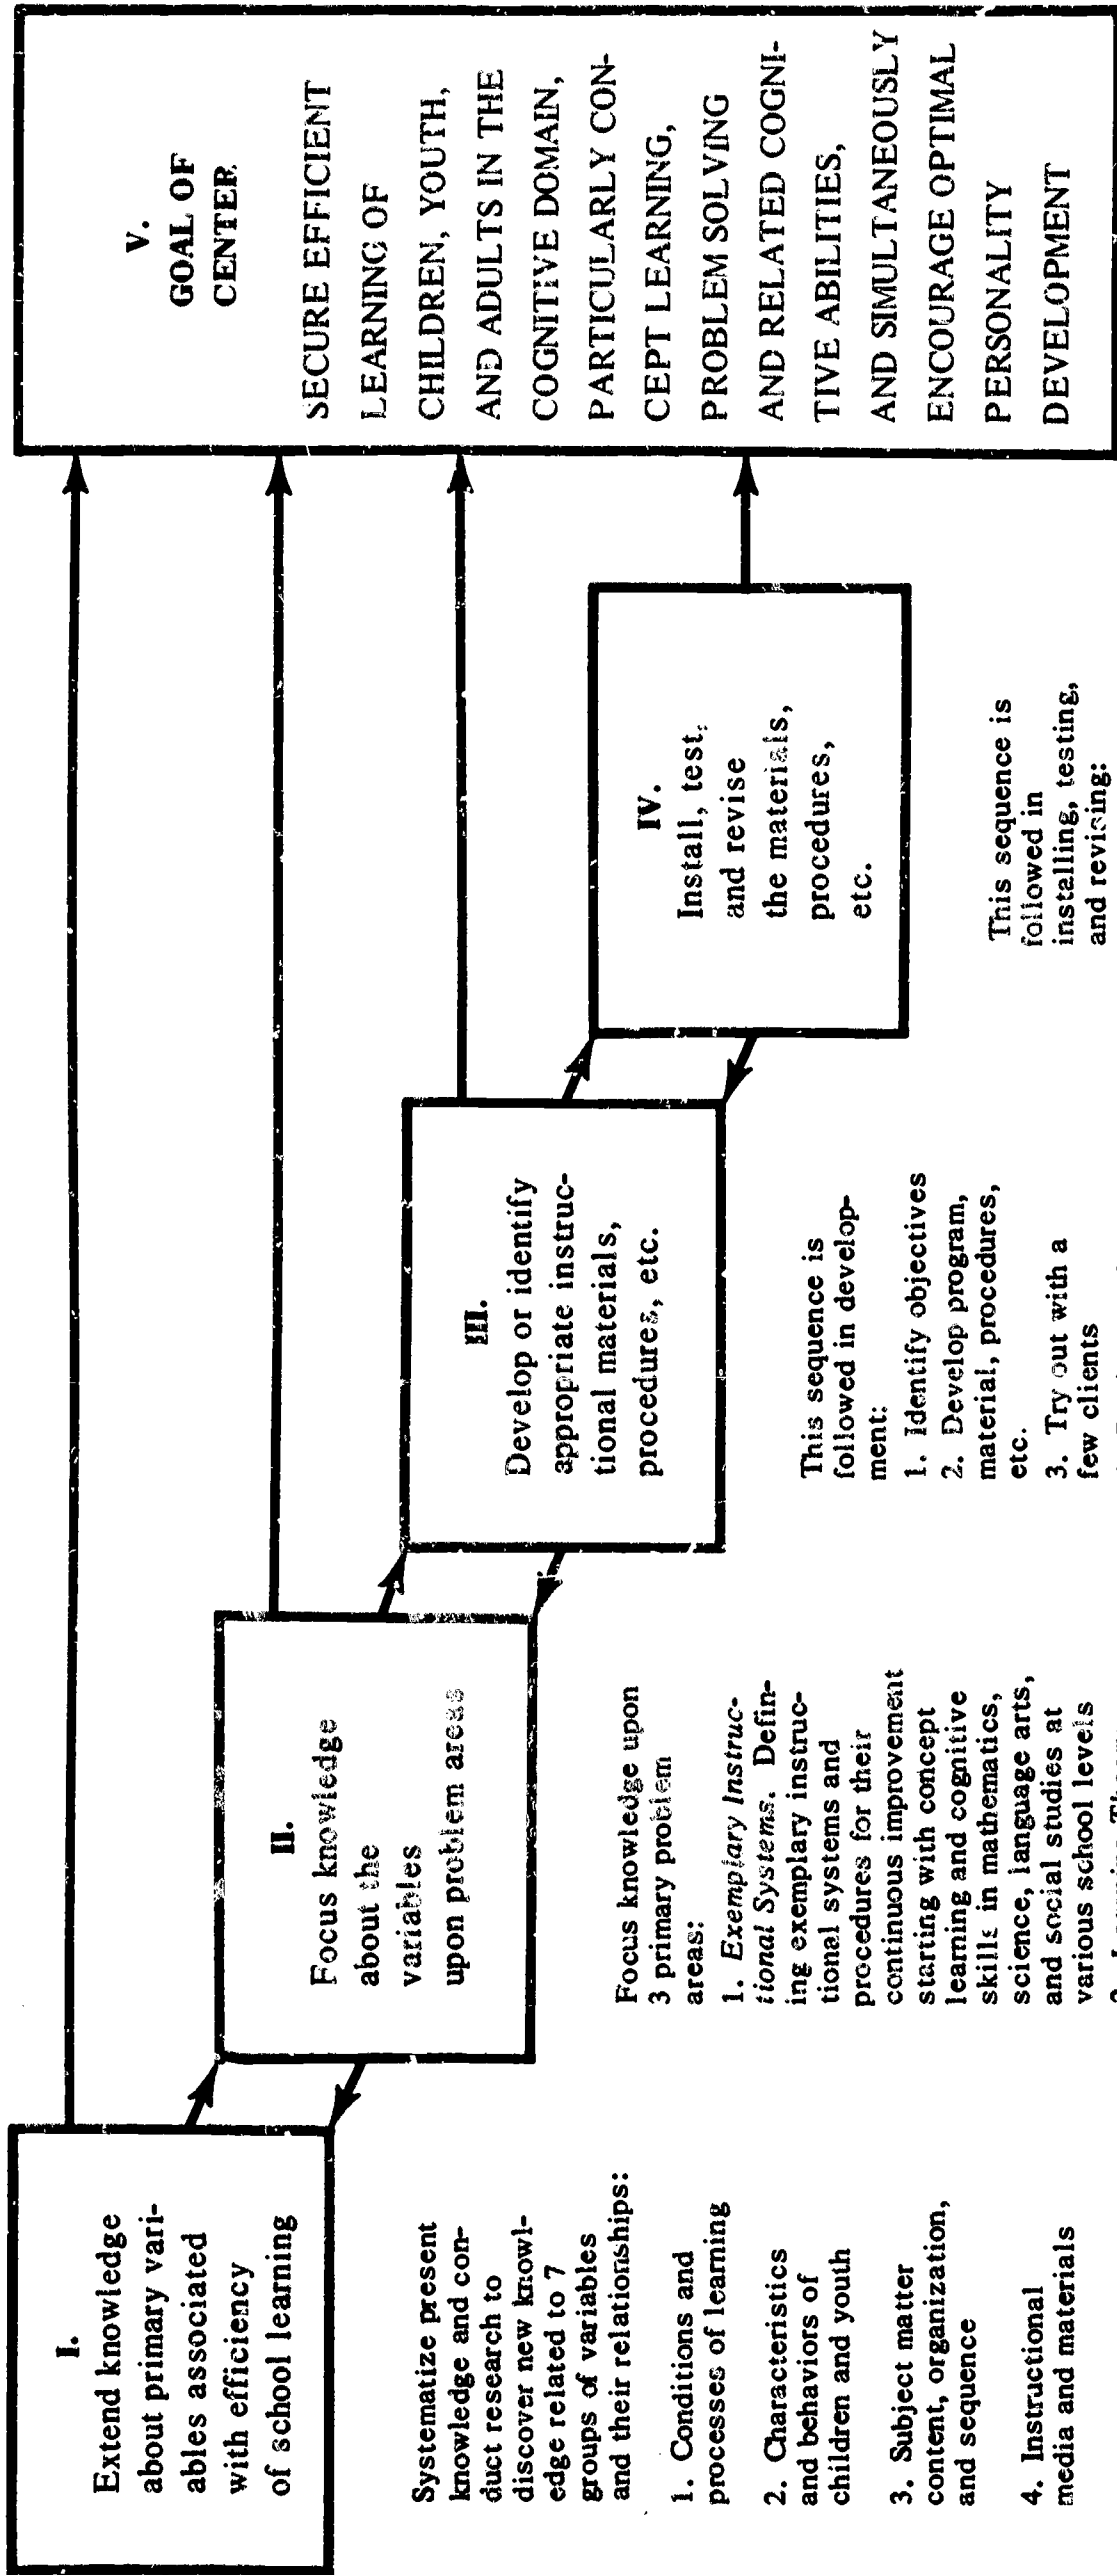 I.
Extend knowledge
about primary vari-
ables associated
with efficiency
of school learning
Systematize present
knowledge and con-
duct research to
discover new knowl-
edge related to 7
groups of variables
and their relationships:
1. Conditions and
processes of learning
2. Characteristics
and behaviors of
children and youth
3. Subject matter
content, organization,
and sequence
4. Instructional
media and materials
II.
Focus knowledge
about the
variables
upon problem areas
Focus knowledge upon
3 primary problem
areas:
1. Exemplary Instruc-
tional Systems. Defin-
ing exemplary instruc-
tional systems and
procedures for their
continuous improvement
starting with concept
learning and cognitive
skills in mathematics,
science, language arts,
and social studies at
various school levels
III.
Develop or identify
appropriate instruc-
tional materials,
procedures, etc.
This sequence is
followed in develop-
ment:
1. Identify objectives
2. Develop program,
material, procedures,
etc.
3. Try out with a
few clients
IV.
Install, test,
and revise
the materials,
procedures,
etc.
This sequence is
followed in
installing, testing,
and revising:
V.
GOAL OF
CENTER
SECURE EFFICIENT
LEARNING OF
CHILDREN, YOUTH,
AND ADULTS IN THE
COGNITIVE DOMAIN,
PARTICULARLY CON-
CEPT LEARNING,
PROBLEM SOLVING
AND RELATED COGNI-
TIVE ABILITIES,
AND SIMULTANEOUSLY
ENCOURAGE OPTIMAL
PERSONALITY
DEVELOPMENT